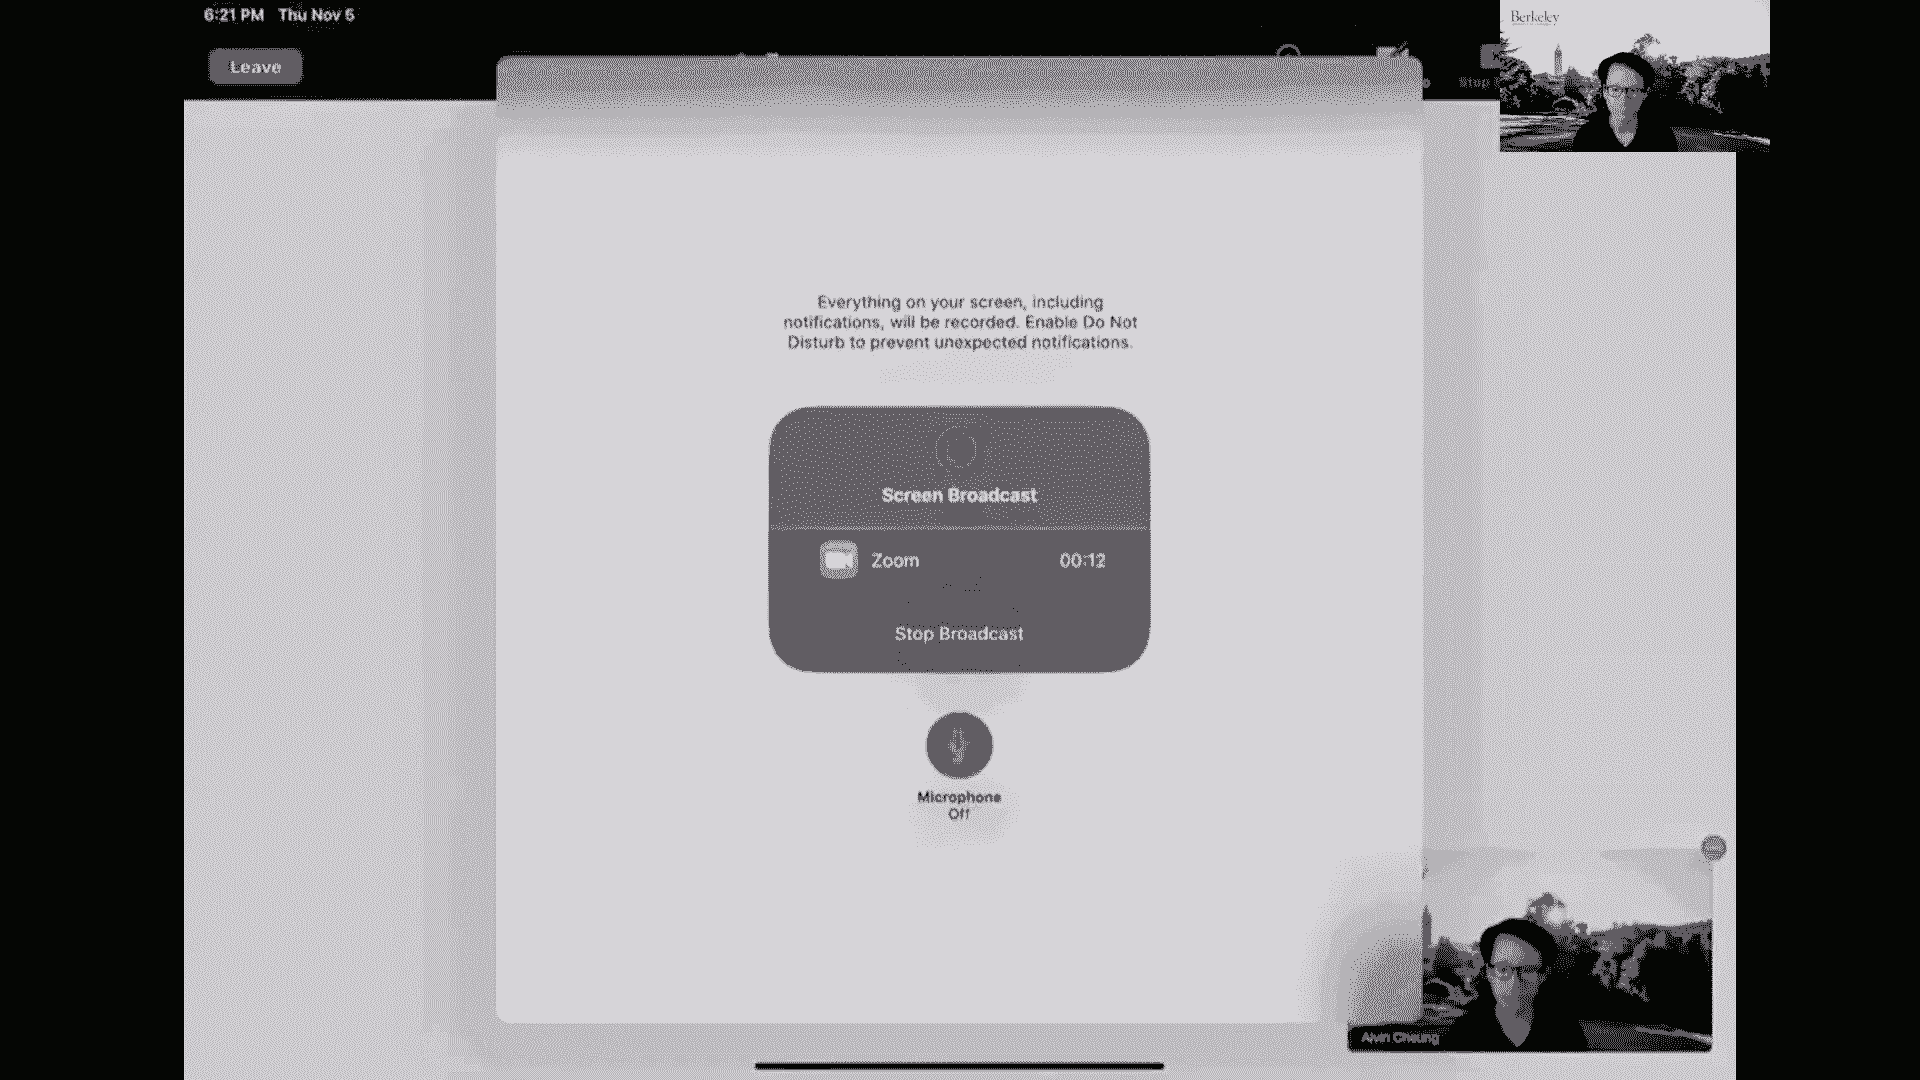 6:21 PM Thu Nov 5
Leave
Stop
Berkeley
Everything on your screen, including
notifications, will be recorded. Enable Do Not
Disturb to prevent unexpected notifications.
Screen Broadcast
Zoom 00:12
Stop Broadcast
Microphone
Off
Alvin Cheung